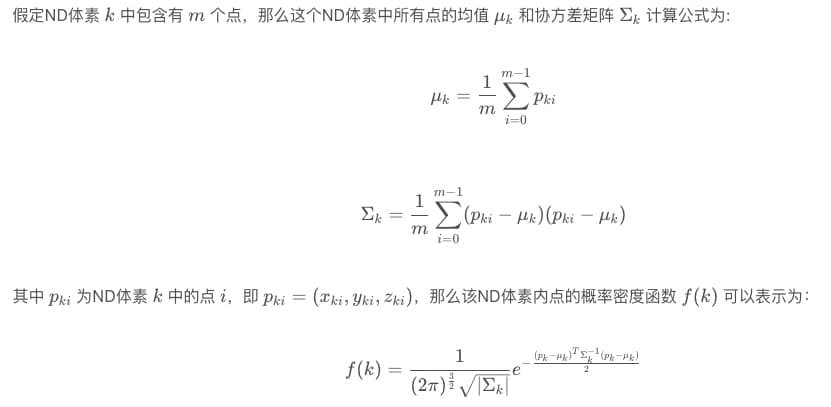 假定ND体素 $k$ 中包含有 $m$ 个点，那么这个ND体素中所有点的均值 $\mu_k$ 和协方差矩阵 $\Sigma_k$ 计算公式为:
$\mu_k = \frac{1}{m} \sum_{i=0}^{m-1} p_{ki}$
$\Sigma_k = \frac{1}{m} \sum_{i=0}^{m-1} (p_{ki} - \mu_k)(p_{ki} - \mu_k)$
其中 $p_{ki}$ 为ND体素 $k$ 中的点 $i$，即 $p_{ki} = (x_{ki}, y_{ki}, z_{ki})$，那么该ND体素内点的概率密度函数 $f(k)$ 可以表示为：
$f(k) = \frac{1}{(2\pi)^{\frac{3}{2}} \sqrt{|\Sigma_k|}} e^{-\frac{(p_k - \mu_k)^T \Sigma_k^{-1} (p_k - \mu_k)}{2}}$